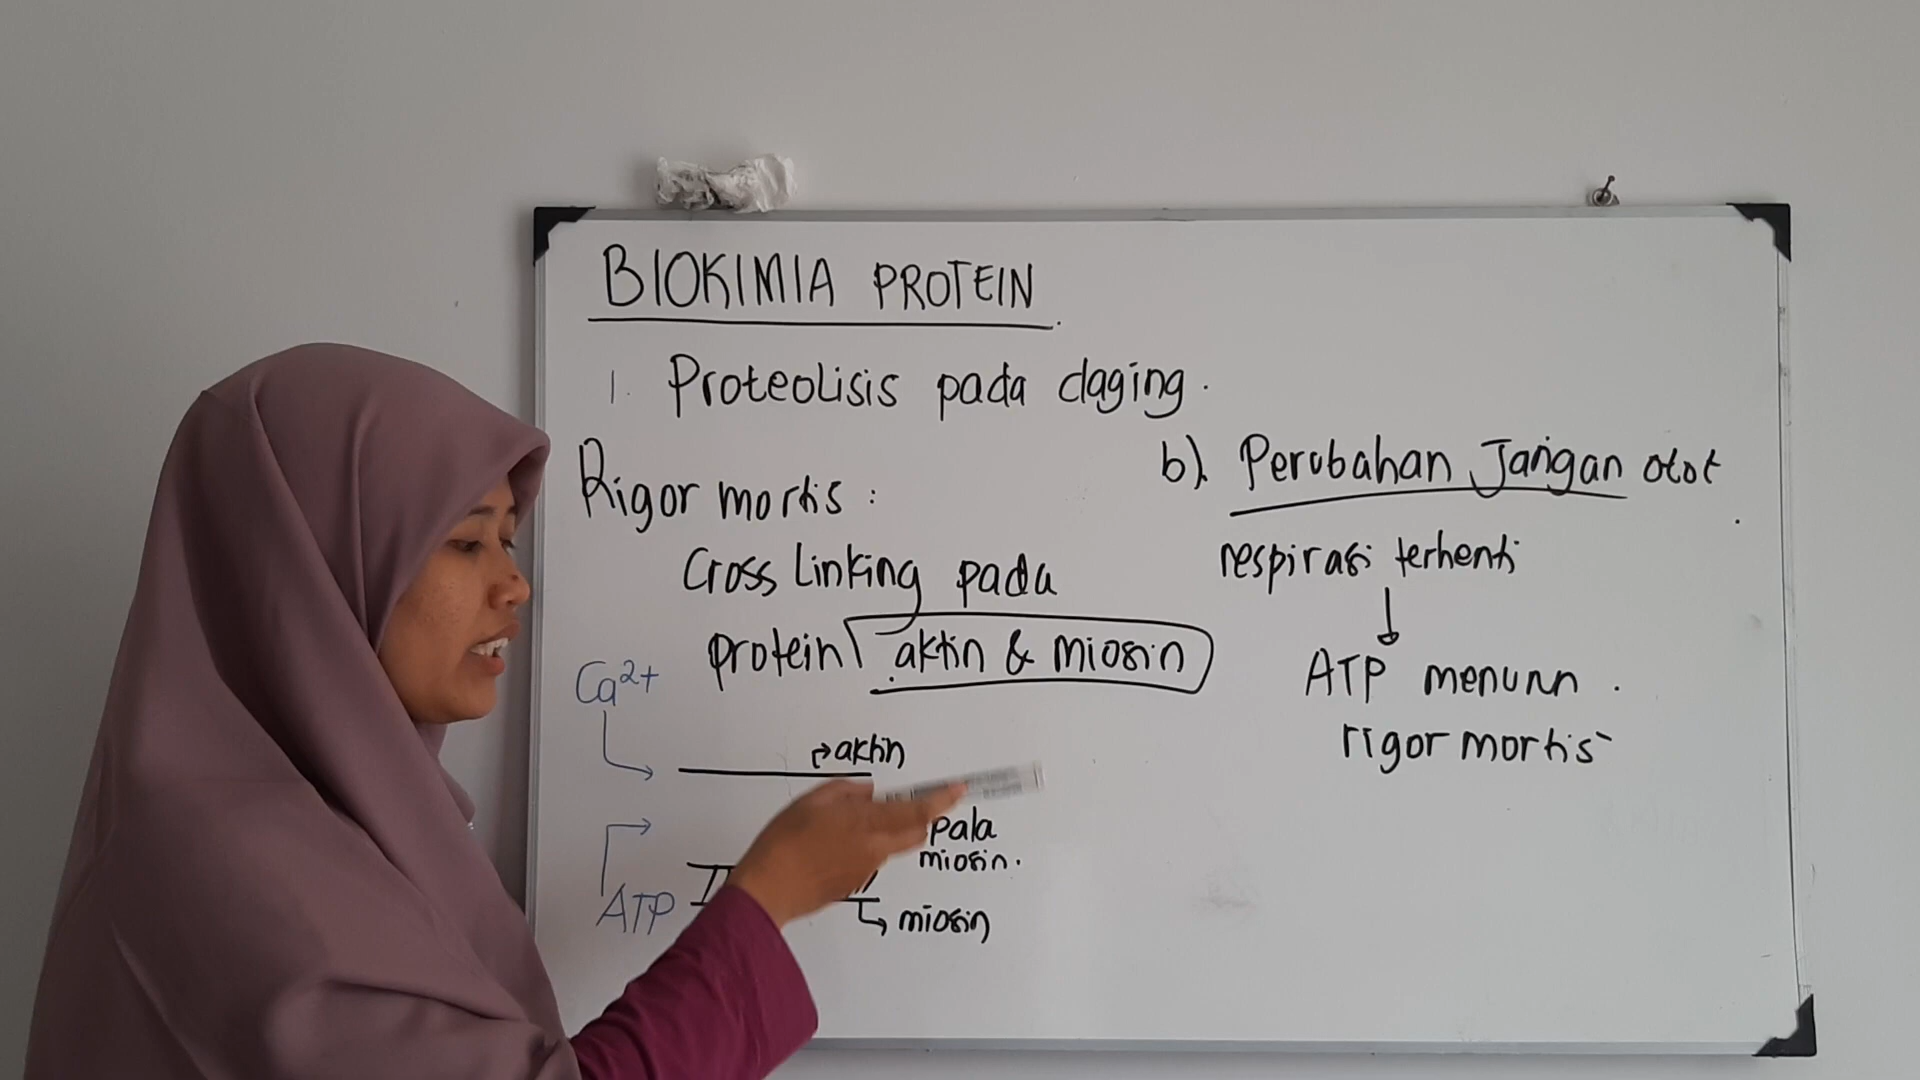 BIOKIMIA PROTEIN
1. Proteolisis pada daging.
Rigor mortis :
Cross Linking pada
protein aktin & miosin
Ca2+
aktin
pala
miosin.
ATP
miosin
b). Perubahan Jaringan otot
respirasi terhenti
ATP menurun.
rigor mortis